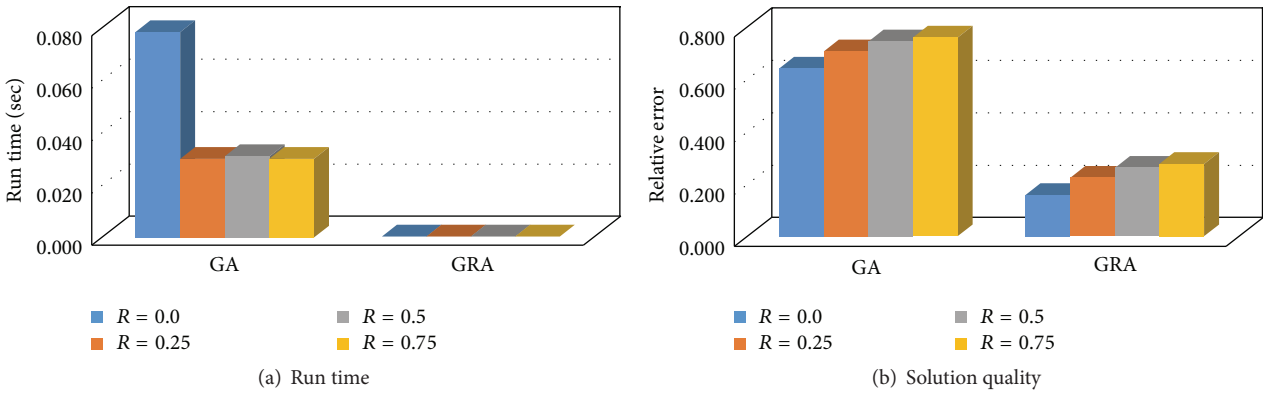 0.080
0.060
0.040
0.020
0.000
Run time (sec)
GA
GRA
R = 0.0
R = 0.5
R = 0.25
R = 0.75
(a) Run time
0.800
0.600
0.400
0.200
0.000
Relative error
GA
GRA
R = 0.0
R = 0.5
R = 0.25
R = 0.75
(b) Solution quality